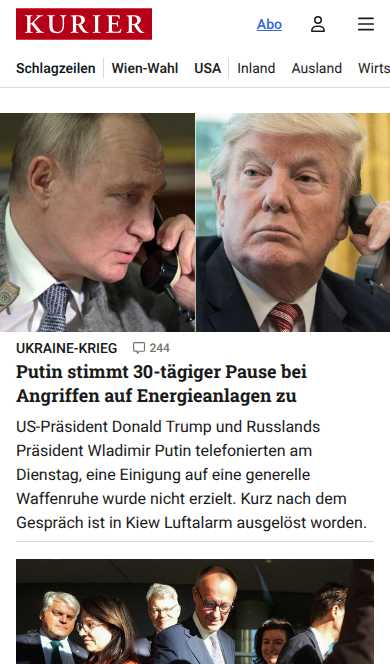 KURIER
Abo
Schlagzeilen Wien-Wahl USA Inland Ausland Wirts
UKRAINE-KRIEG 244
Putin stimmt 30-tägiger Pause bei
Angriffen auf Energieanlagen zu
US-Präsident Donald Trump und Russlands
Präsident Wladimir Putin telefonierten am
Dienstag, eine Einigung auf eine generelle
Waffenruhe wurde nicht erzielt. Kurz nach dem
Gespräch ist in Kiew Luftalarm ausgelöst worden.